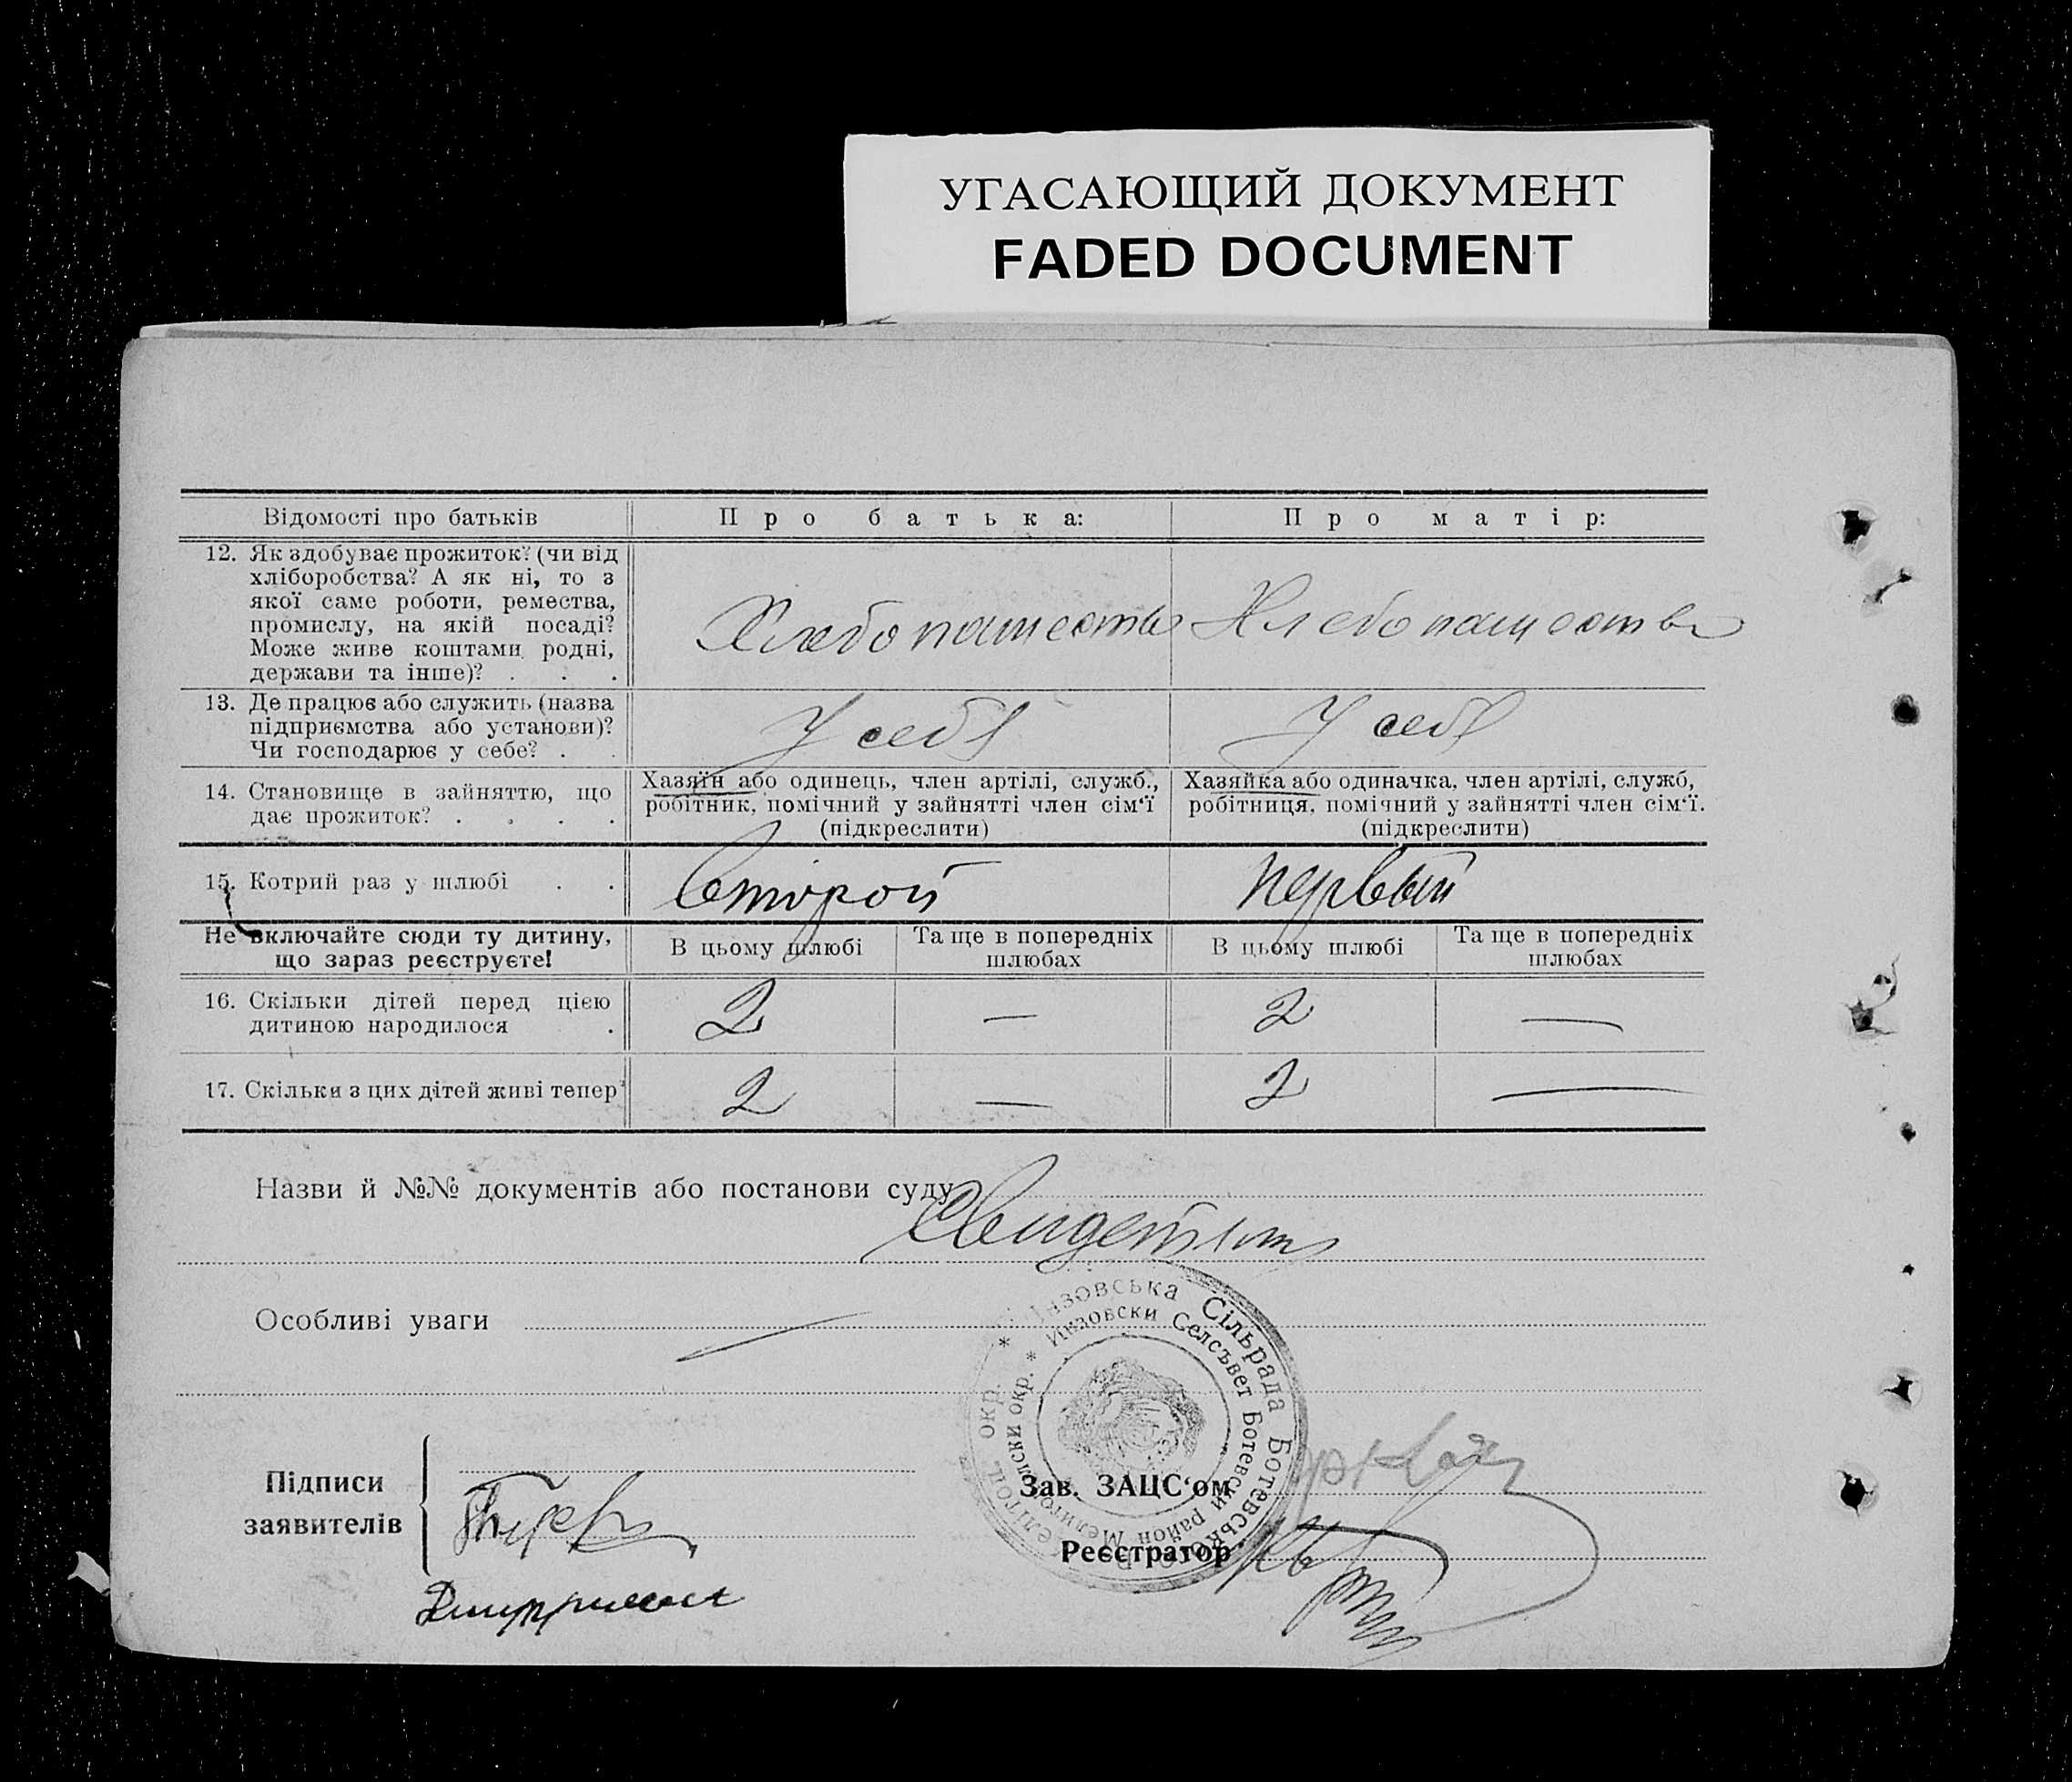 УГАСАЮЩИЙ ДОКУМЕНТ
FADED DOCUMENT
Відомості про батьків
Про батька:
Про матір:
12. Як здобуває прожиток? (чи від
хліборобства? А як ні, то з
якої саме роботи, ремества,
промислу, на якій посаді?
Може живе коштами родні,
держави та інше)? . . .
Хлебопашество
Хлебопашество
13. Де працює або служить (назва
підприємства або установи)?
Чи господарює у себе? . .
У себя
У себя
14. Становище в зайняттю, що
дає прожиток? . . . .
Хазяїн або одинець, член артілі, служб.,
робітник, помічний у зайнятті член сім‘ї
(підкреслити)
Хазяйка або одиначка, член артілі, служб,
робітниця, помічний у зайнятті член сім‘ї.
(підкреслити)
15. Котрий раз у шлюбі . .
Второй
первый
Не включайте сюди ту дитину,
що зараз реєструєте!
В цьому шлюбі
Та ще в попередніх
шлюбах
В цьому шлюбі
Та ще в попередніх
шлюбах
16. Скільки дітей перед цією
дитиною народилося .
2
—
2
—
17. Скільки з цих дітей живі тепер
2
—
2
—
Назви й №№ документів або постанови суду
Особливі уваги
Сільрада Ботевськ
Селсъвет Ботевски район Мелитополски окр.
Підписи
заявителів
Зав. ЗАЦС‘ом
Реєстратор